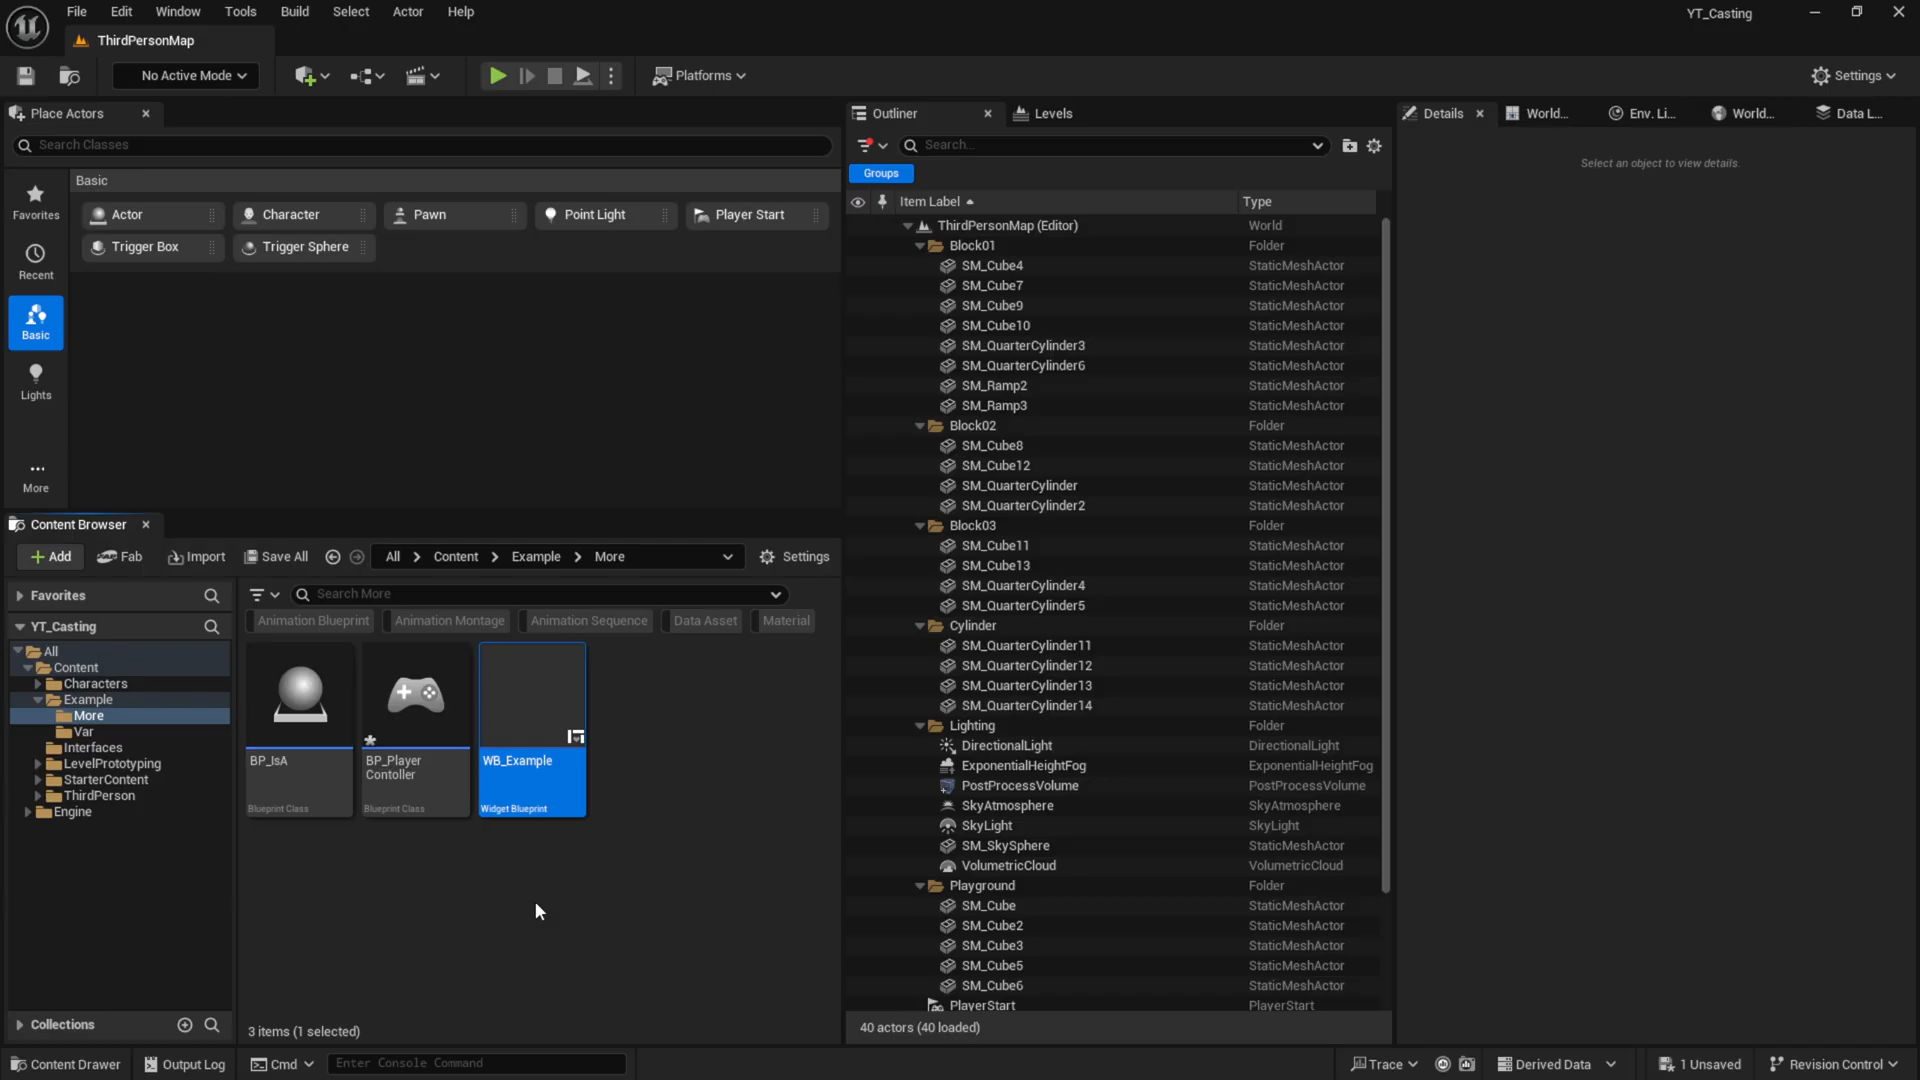 File Edit Window Tools Build Select Actor Help
YT_Casting
ThirdPersonMap
No Active Mode
Platforms
Settings
Place Actors
Search Classes
Basic
Favorites
Recent
Basic
Lights
More
Actor Character Pawn Point Light Player Start
Trigger Box Trigger Sphere
Content Browser
Add Fab Import Save All All Content Example More Settings
Favorites
YT_Casting
All
Content
Characters
Example
More
Var
Interfaces
LevelPrototyping
StarterContent
ThirdPerson
Engine
Collections
Search More
Animation Blueprint Animation Montage Animation Sequence Data Asset Material
BP_IsA
Blueprint Class
BP_Player
Contoller
Blueprint Class
WB_Example
Widget Blueprint
3 items (1 selected)
Outliner Levels
Search...
Groups
Item Label Type
ThirdPersonMap (Editor) World
Block01 Folder
SM_Cube4 StaticMeshActor
SM_Cube7 StaticMeshActor
SM_Cube9 StaticMeshActor
SM_Cube10 StaticMeshActor
SM_QuarterCylinder3 StaticMeshActor
SM_QuarterCylinder6 StaticMeshActor
SM_Ramp2 StaticMeshActor
SM_Ramp3 StaticMeshActor
Block02 Folder
SM_Cube8 StaticMeshActor
SM_Cube12 StaticMeshActor
SM_QuarterCylinder StaticMeshActor
SM_QuarterCylinder2 StaticMeshActor
Block03 Folder
SM_Cube11 StaticMeshActor
SM_Cube13 StaticMeshActor
SM_QuarterCylinder4 StaticMeshActor
SM_QuarterCylinder5 StaticMeshActor
Cylinder Folder
SM_QuarterCylinder11 StaticMeshActor
SM_QuarterCylinder12 StaticMeshActor
SM_QuarterCylinder13 StaticMeshActor
SM_QuarterCylinder14 StaticMeshActor
Lighting Folder
DirectionalLight DirectionalLight
ExponentialHeightFog ExponentialHeightFog
PostProcessVolume PostProcessVolume
SkyAtmosphere SkyAtmosphere
SkyLight SkyLight
SM_SkySphere StaticMeshActor
VolumetricCloud VolumetricCloud
Playground Folder
SM_Cube StaticMeshActor
SM_Cube2 StaticMeshActor
SM_Cube3 StaticMeshActor
SM_Cube5 StaticMeshActor
SM_Cube6 StaticMeshActor
PlayerStart PlayerStart
40 actors (40 loaded)
Details World... Env. Li... World... Data L...
Select an object to view details.
Content Drawer Output Log Cmd Enter Console Command Trace Derived Data 1 Unsaved Revision Control